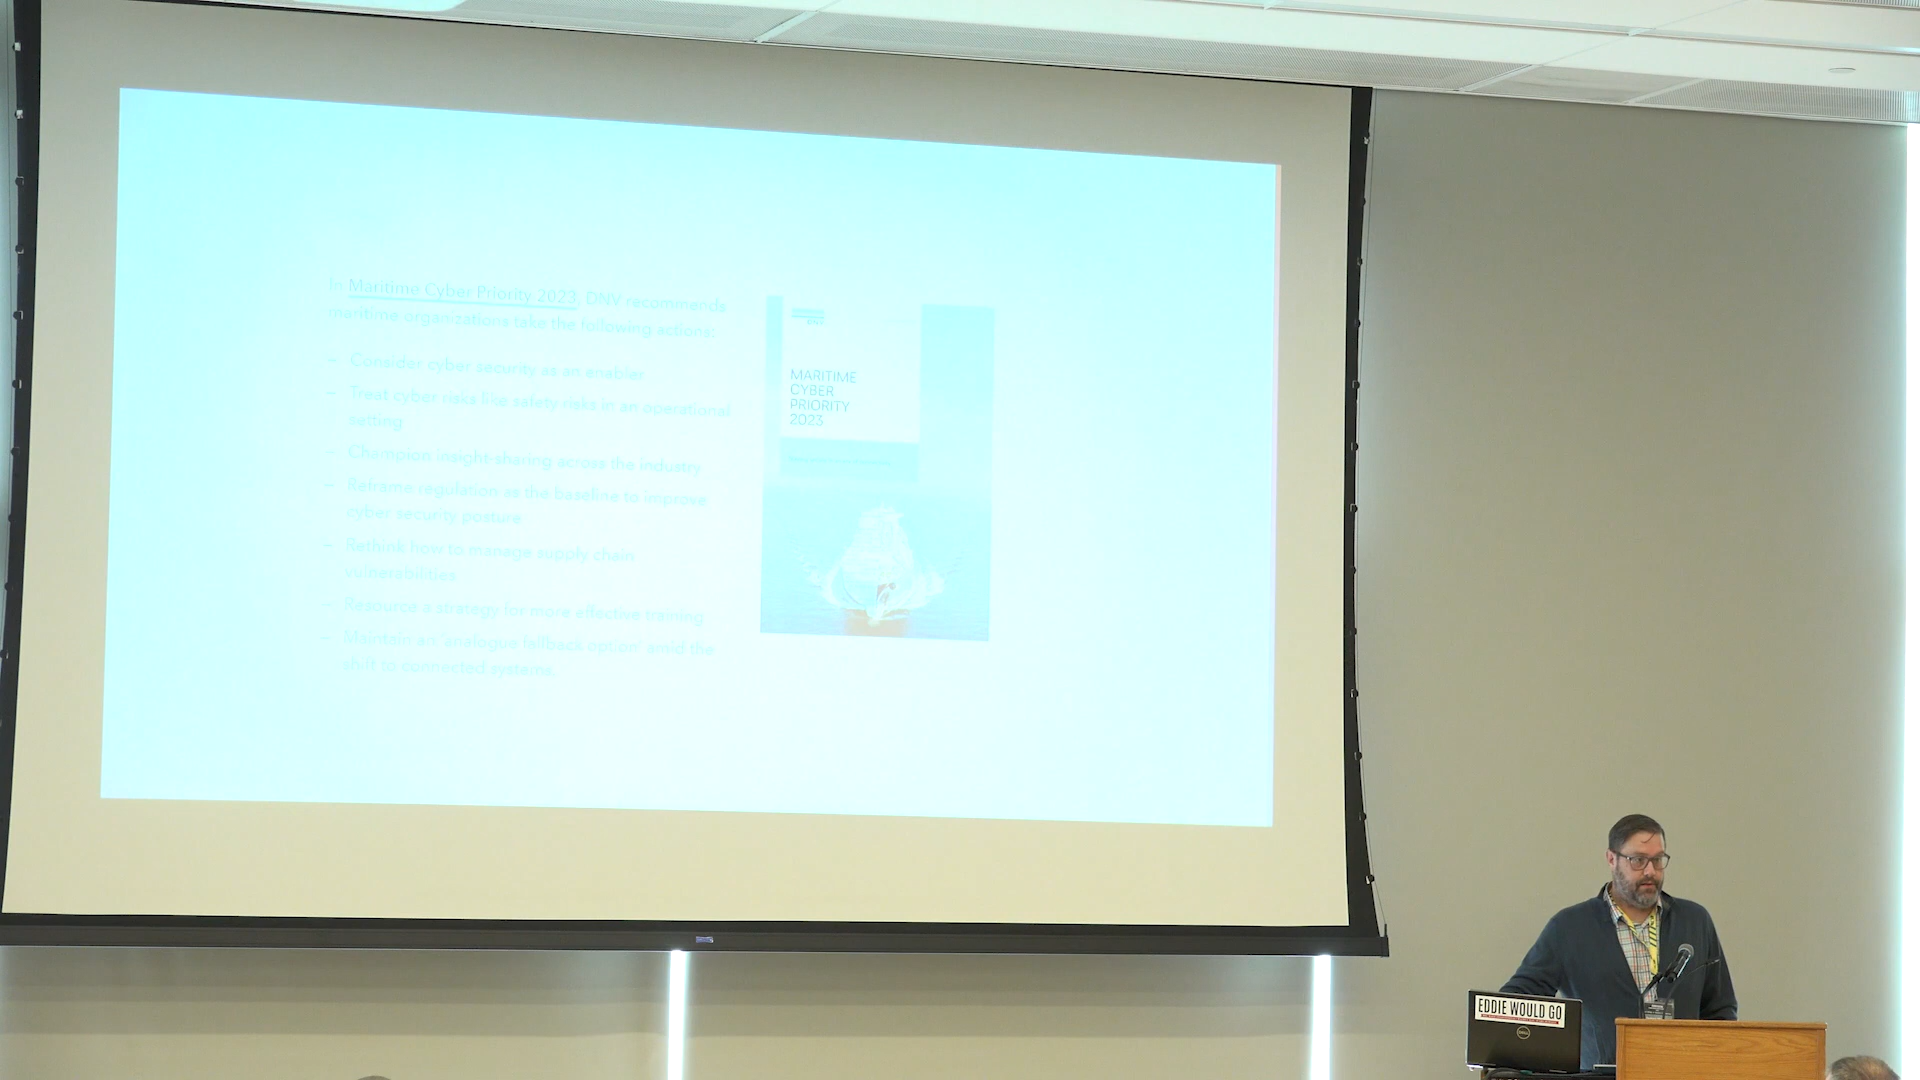 In Maritime Cyber Priority 2023, DNV recommends
maritime organizations take the following actions:
– Consider cyber security as an enabler
– Treat cyber risks like safety risks in an operational
setting
– Champion insight-sharing across the industry
– Reframe regulation as the baseline to improve
cyber security posture
– Rethink how to manage supply chain
vulnerabilities
– Resource a strategy for more effective training
– Maintain an 'analogue fallback option' amid the
shift to connected systems.
DNV
MARITIME
CYBER
PRIORITY
2023
EDDIE WOULD GO
DELL